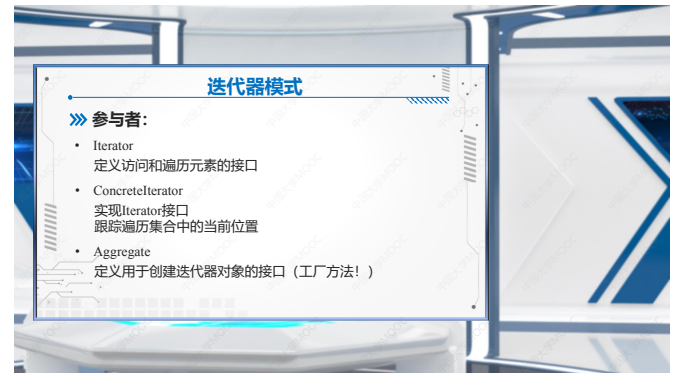 迭代器模式
参与者：
• Iterator
定义访问和遍历元素的接口
• ConcreteIterator
实现Iterator接口
跟踪遍历集合中的当前位置
• Aggregate
定义用于创建迭代器对象的接口（工厂方法！）